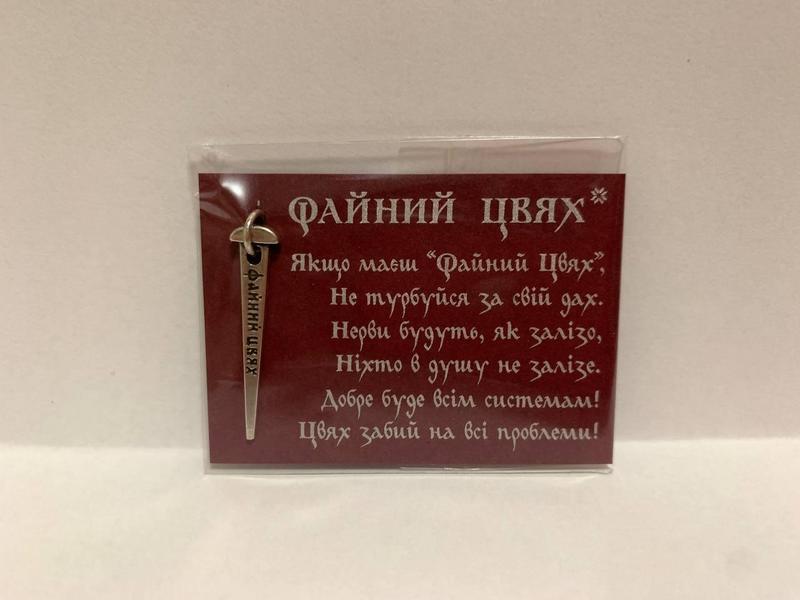 ФАЙНИЙ ЦВЯХ*
Якщо маєш "Файний Цвях",
Не турбуйся за свій дах.
Нерви будуть, як залізо,
Ніхто в душу не залізе.
Добре буде всім системам!
Цвях забий на всі проблеми!
ФАЙНИЙ ЦВЯХ